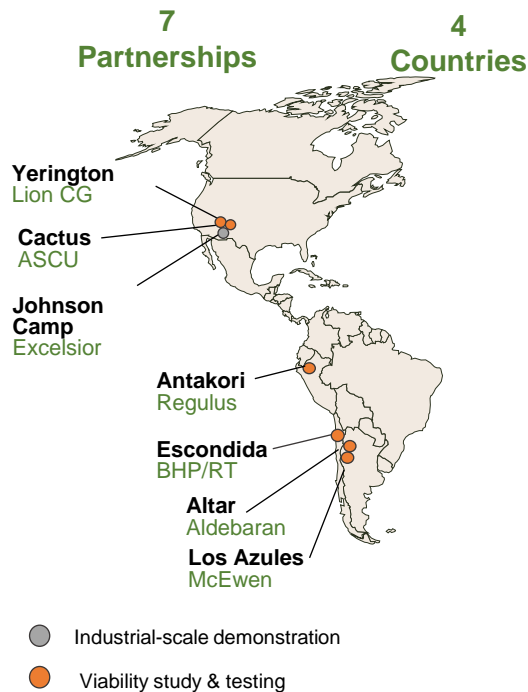 7
Partnerships
4
Countries
Yerington
Lion CG
Cactus
ASCU
Johnson
Camp
Excelsior
Antakori
Regulus
Escondida
BHP/RT
Altar
Aldebaran
Los Azules
McEwen
Industrial-scale demonstration
Viability study & testing